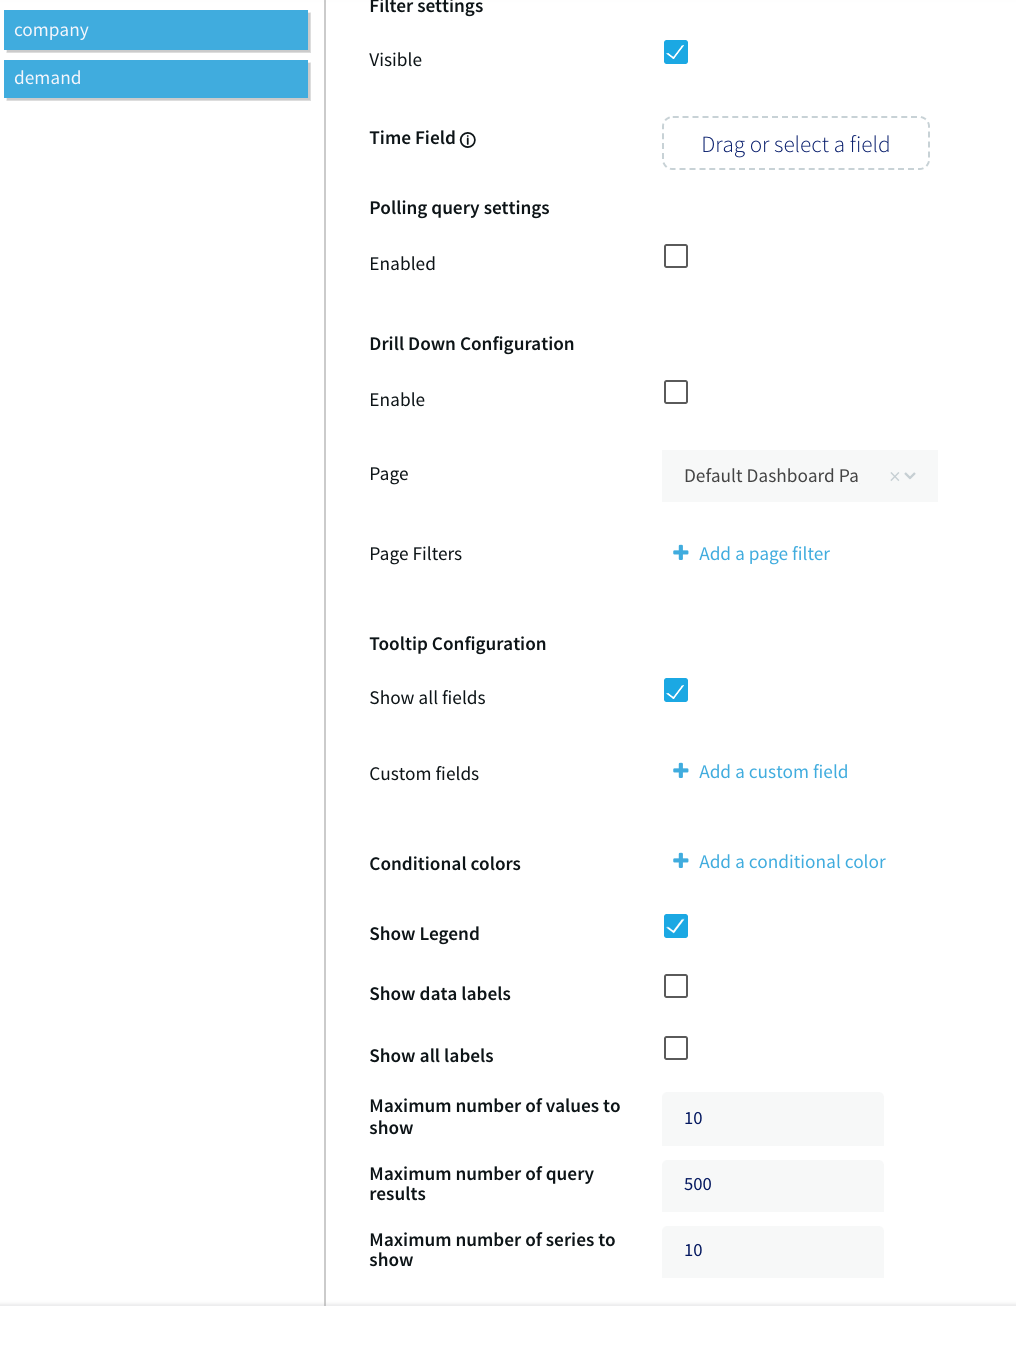 company
demand
Filter settings
Visible
Time Field
Drag or select a field
Polling query settings
Enabled
Drill Down Configuration
Enable
Page
Default Dashboard Pa
Page Filters
Add a page filter
Tooltip Configuration
Show all fields
Custom fields
Add a custom field
Conditional colors
Add a conditional color
Show Legend
Show data labels
Show all labels
Maximum number of values to
show
10
Maximum number of query
results
500
Maximum number of series to
show
10